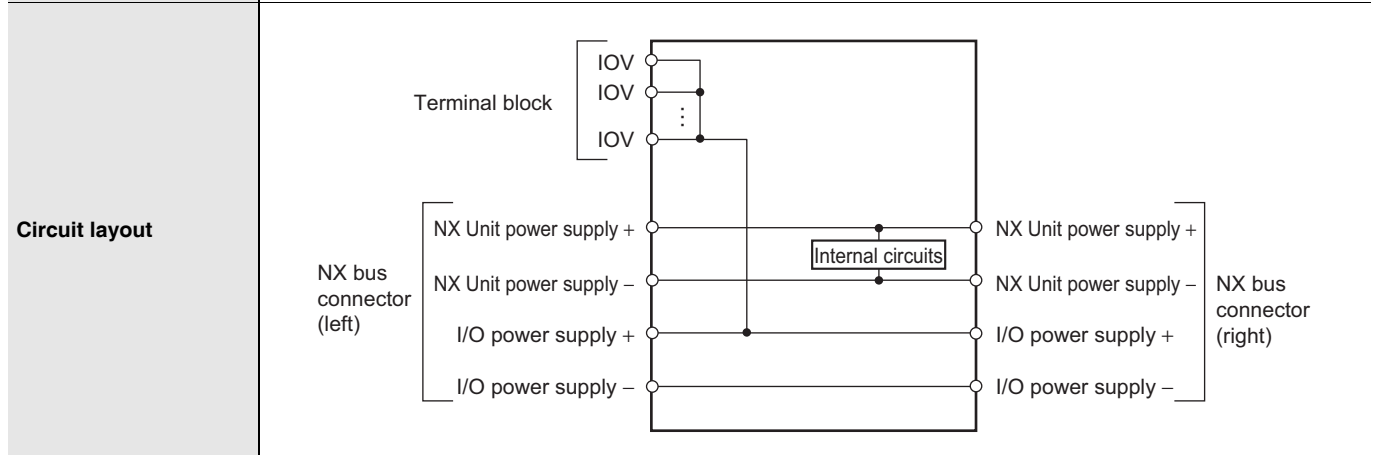 Circuit layout
Terminal block
IOV
IOV
⋮
IOV
NX bus
connector
(left)
NX Unit power supply +
NX Unit power supply −
I/O power supply +
I/O power supply −
Internal circuits
NX Unit power supply +
NX Unit power supply −
I/O power supply +
I/O power supply −
NX bus
connector
(right)